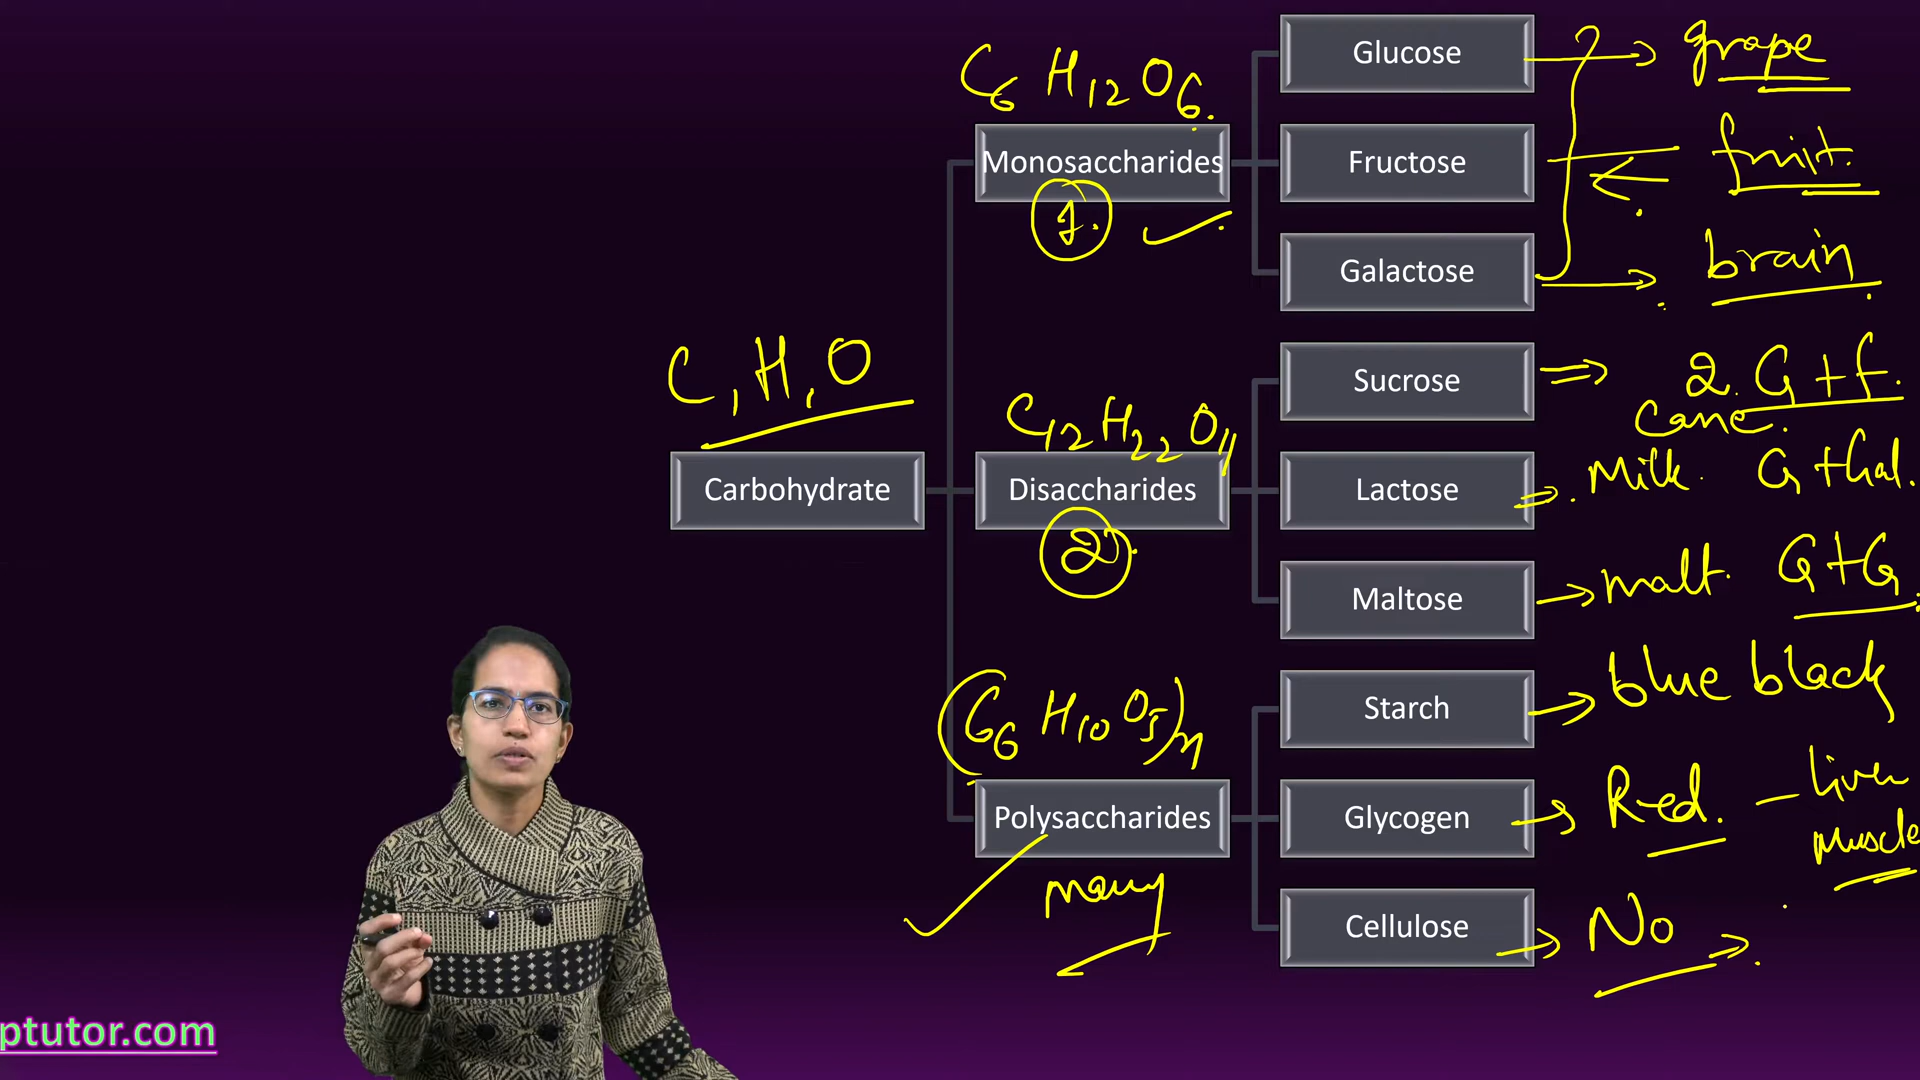 C6 H12 O6.
Glucose
grape
Monosaccharides
Fructose
fruit.
1.
Galactose
brain
C, H, O
Sucrose
2. G + f.
Cane.
C12 H22 O11
Carbohydrate
Disaccharides
Lactose
Milk. G + Gal.
2
Maltose
malt. G + G
(C6 H10 O5)n
Starch
blue black
Polysaccharides
Glycogen
Red. - liver
muscle
many
Cellulose
No
ptutor.com